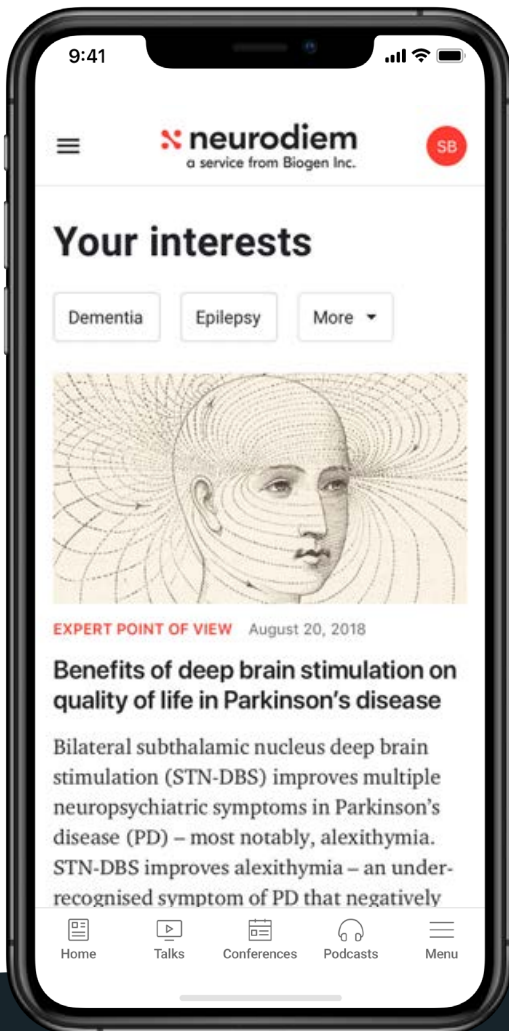 9:41
neurodiem
a service from Biogen Inc.
SB
Your interests
Dementia
Epilepsy
More
EXPERT POINT OF VIEW August 20, 2018
Benefits of deep brain stimulation on
quality of life in Parkinson's disease
Bilateral subthalamic nucleus deep brain
stimulation (STN-DBS) improves multiple
neuropsychiatric symptoms in Parkinson's
disease (PD) – most notably, alexithymia.
STN-DBS improves alexithymia – an under-
recognised symptom of PD that negatively
Home
Talks
Conferences
Podcasts
Menu